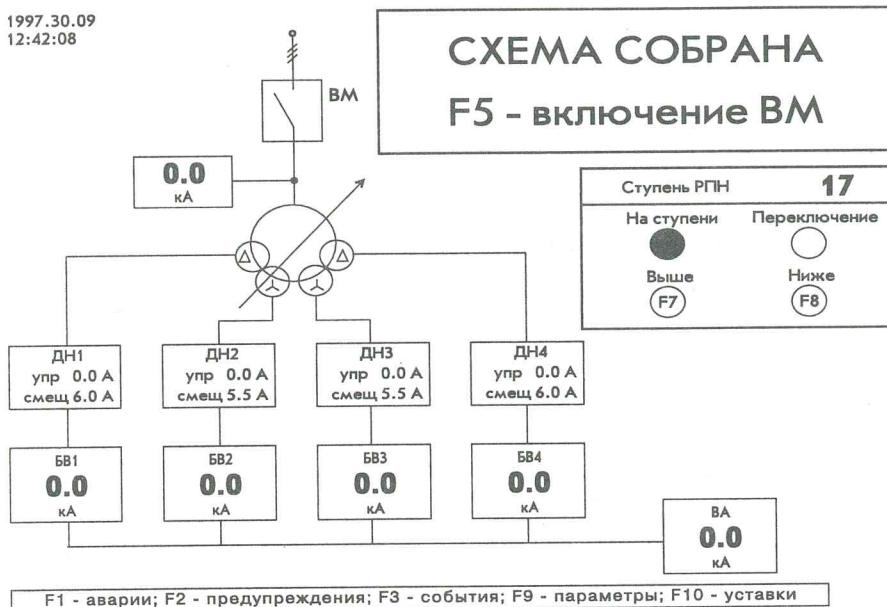 1997.30.09
12:42:08
СХЕМА СОБРАНА
F5 - включение ВМ
ВМ
0.0
кА
Ступень РПН 17
На ступени Переключение
Выше Ниже
F7 F8
ДН1
упр 0.0 А
смещ 6.0 А
ДН2
упр 0.0 А
смещ 5.5 А
ДН3
упр 0.0 А
смещ 5.5 А
ДН4
упр 0.0 А
смещ 6.0 А
БВ1
0.0
кА
БВ2
0.0
кА
БВ3
0.0
кА
БВ4
0.0
кА
ВА
0.0
кА
F1 - аварии; F2 - предупреждения; F3 - события; F9 - параметры; F10 - уставки